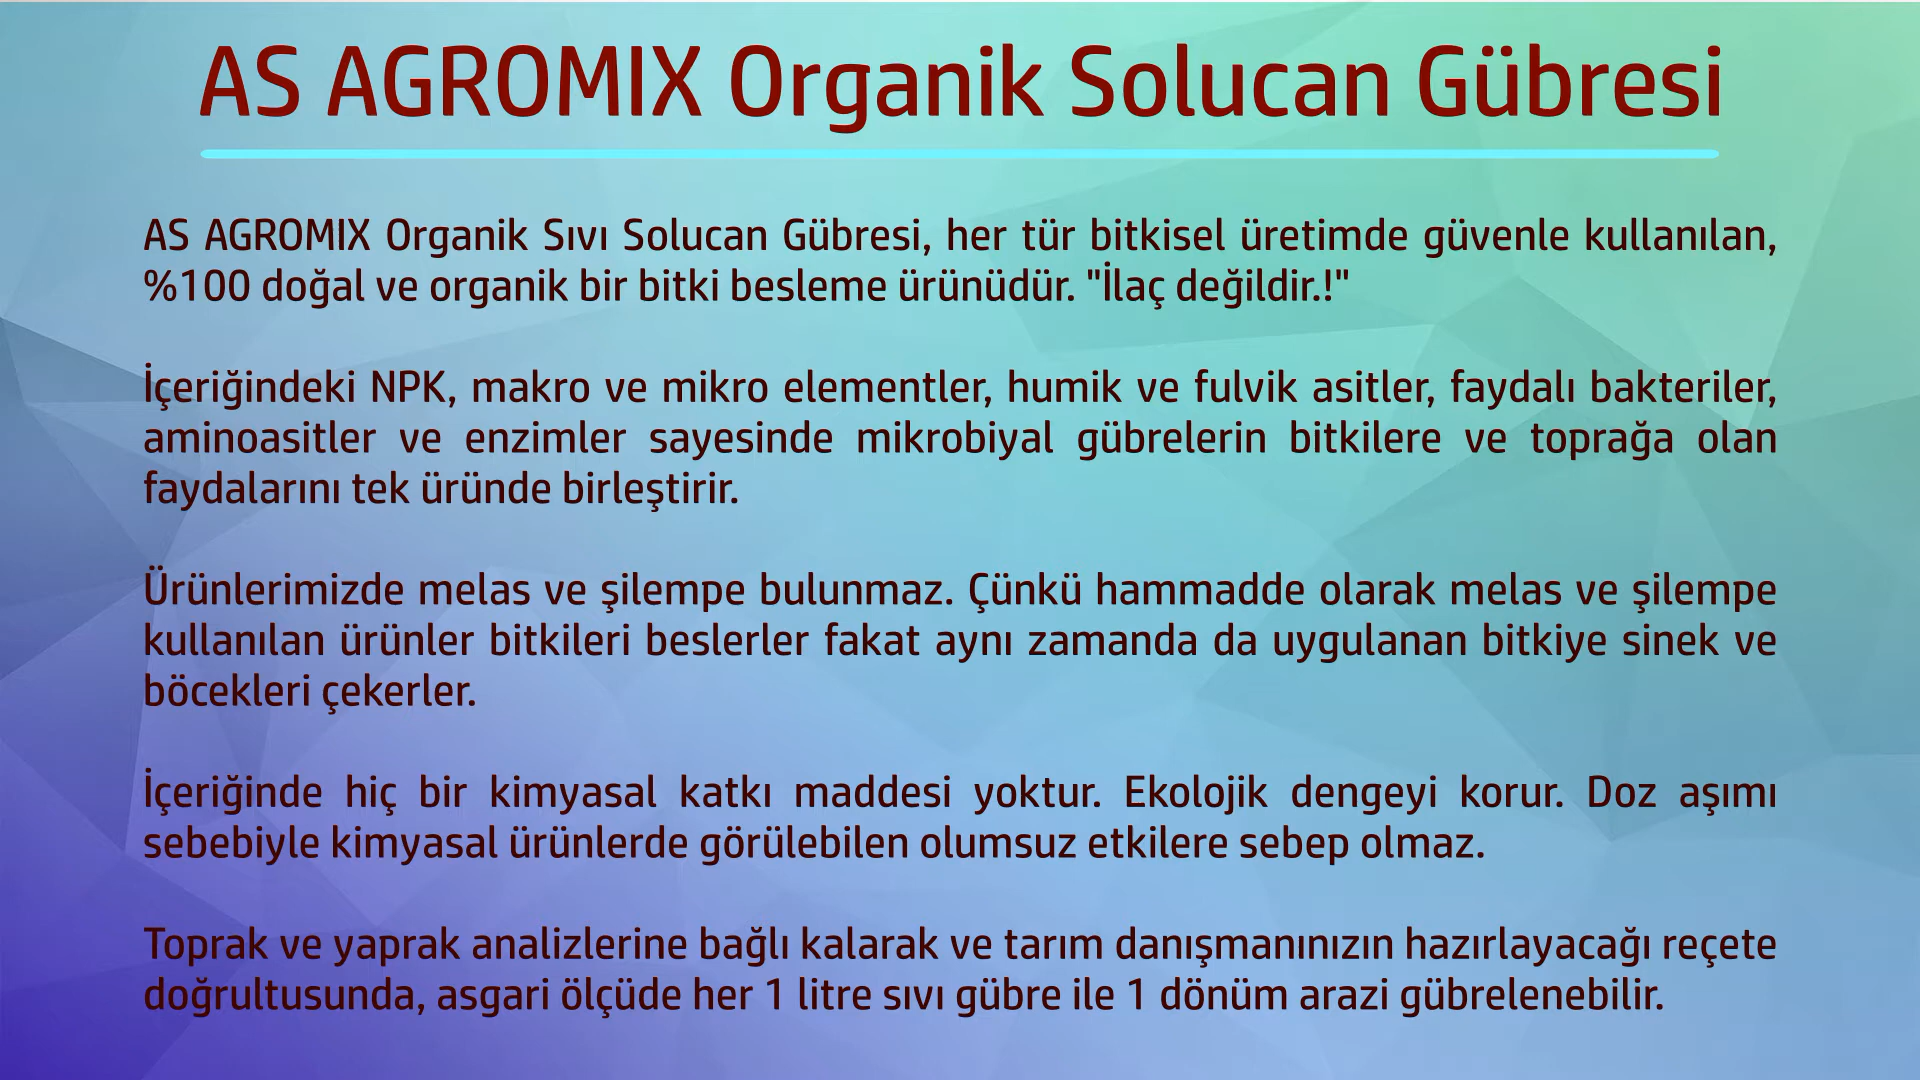 AS AGROMIX Organik Solucan Gübresi
AS AGROMIX Organik Sıvı Solucan Gübresi, her tür bitkisel üretimde güvenle kullanılan,
%100 doğal ve organik bir bitki besleme ürünüdür. "İlaç değildir.!"
İçeriğindeki NPK, makro ve mikro elementler, humik ve fulvik asitler, faydalı bakteriler,
aminoasitler ve enzimler sayesinde mikrobiyal gübrelerin bitkilere ve toprağa olan
faydalarını tek üründe birleştirir.
Ürünlerimizde melas ve şilempe bulunmaz. Çünkü hammadde olarak melas ve şilempe
kullanılan ürünler bitkileri beslerler fakat aynı zamanda da uygulanan bitkiye sinek ve
böcekleri çekerler.
İçeriğinde hiç bir kimyasal katkı maddesi yoktur. Ekolojik dengeyi korur. Doz aşımı
sebebiyle kimyasal ürünlerde görülebilen olumsuz etkilere sebep olmaz.
Toprak ve yaprak analizlerine bağlı kalarak ve tarım danışmanınızın hazırlayacağı reçete
doğrultusunda, asgari ölçüde her 1 litre sıvı gübre ile 1 dönüm arazi gübrelenebilir.